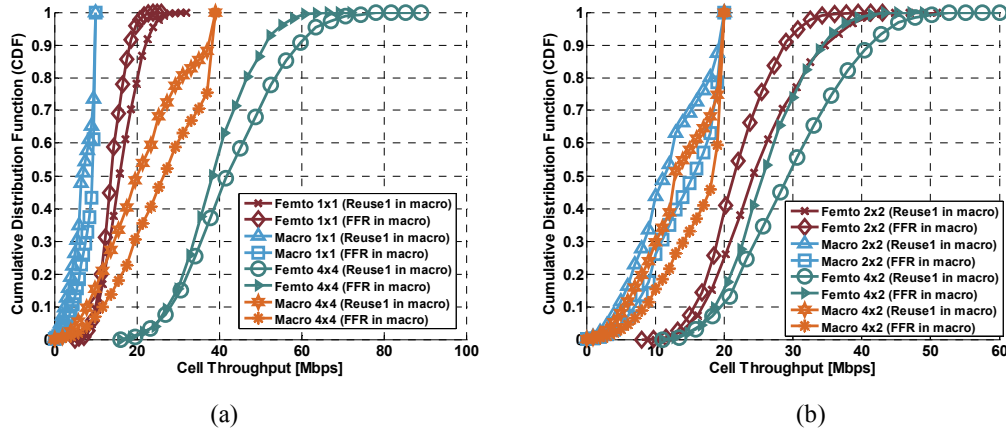 1
0.9
0.8
0.7
0.6
0.5
0.4
0.3
0.2
0.1
0
Cumulative Distribution Function (CDF)
Femto 1x1 (Reuse1 in macro)
Femto 1x1 (FFR in macro)
Macro 1x1 (Reuse1 in macro)
Macro 1x1 (FFR in macro)
Femto 4x4 (Reuse1 in macro)
Femto 4x4 (FFR in macro)
Macro 4x4 (Reuse1 in macro)
Macro 4x4 (FFR in macro)
0 20 40 60 80 100
Cell Throughput [Mbps]
(a)
1
0.9
0.8
0.7
0.6
0.5
0.4
0.3
0.2
0.1
0
Cumulative Distribution Function (CDF)
Femto 2x2 (Reuse1 in macro)
Femto 2x2 (FFR in macro)
Macro 2x2 (Reuse1 in macro)
Macro 2x2 (FFR in macro)
Femto 4x2 (Reuse1 in macro)
Femto 4x2 (FFR in macro)
Macro 4x2 (Reuse1 in macro)
Macro 4x2 (FFR in macro)
0 10 20 30 40 50 60
Cell Throughput [Mbps]
(b)